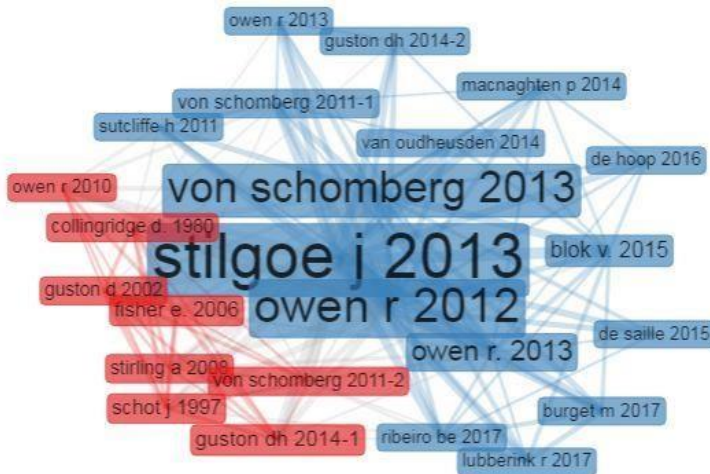 owen r 2013
guston dh 2014-2
macnaghten p 2014
von schomberg 2011-1
sutcliffe h 2011
van oudheusden 2014
de hoop 2016
owen r 2010
von schomberg 2013
collingridge d. 1980
stilgoe j 2013
blok v. 2015
guston d 2002
fisher e. 2006
owen r 2012
de saille 2015
owen r. 2013
stirling a 2008
von schomberg 2011-2
schot j 1997
burget m 2017
guston dh 2014-1
ribeiro be 2017
lubberink r 2017